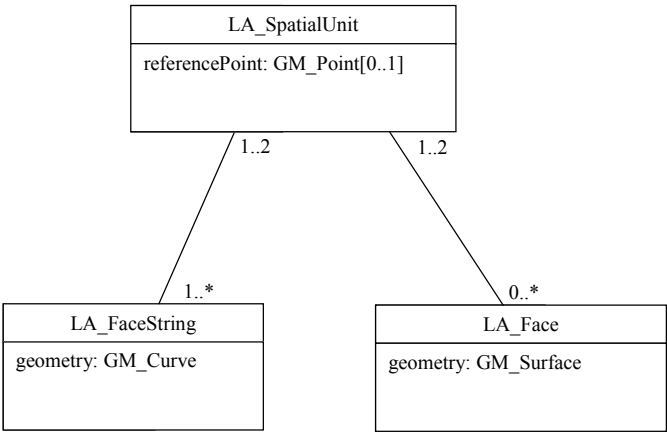 LA_SpatialUnit
referencePoint: GM_Point[0..1]
1..2
1..2
1..*
0..*
LA_FaceString
LA_Face
geometry: GM_Curve
geometry: GM_Surface